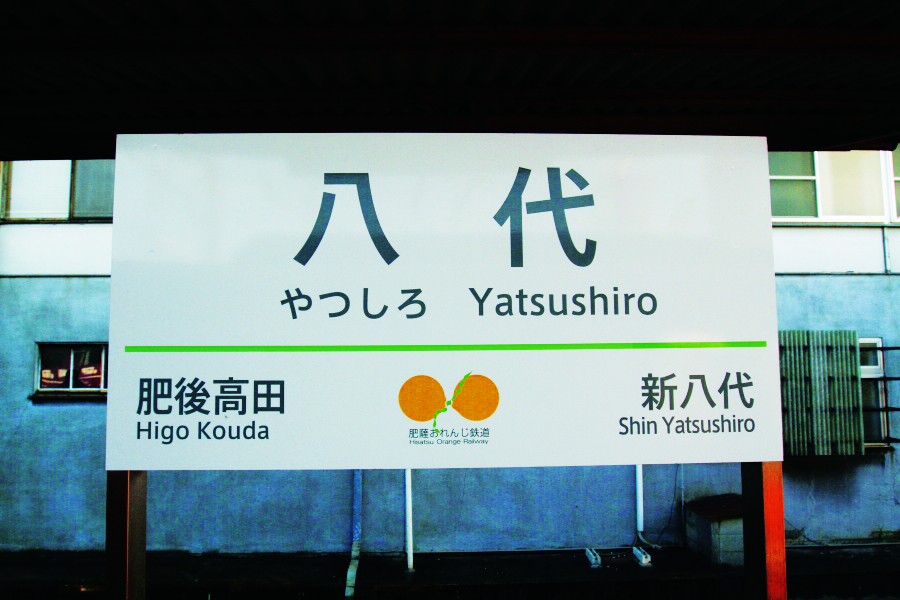 八代
やつしろ Yatsushiro
肥後高田
Higo Kouda
肥薩おれんじ鉄道
Hisatsu Orange Railway
新八代
Shin Yatsushiro